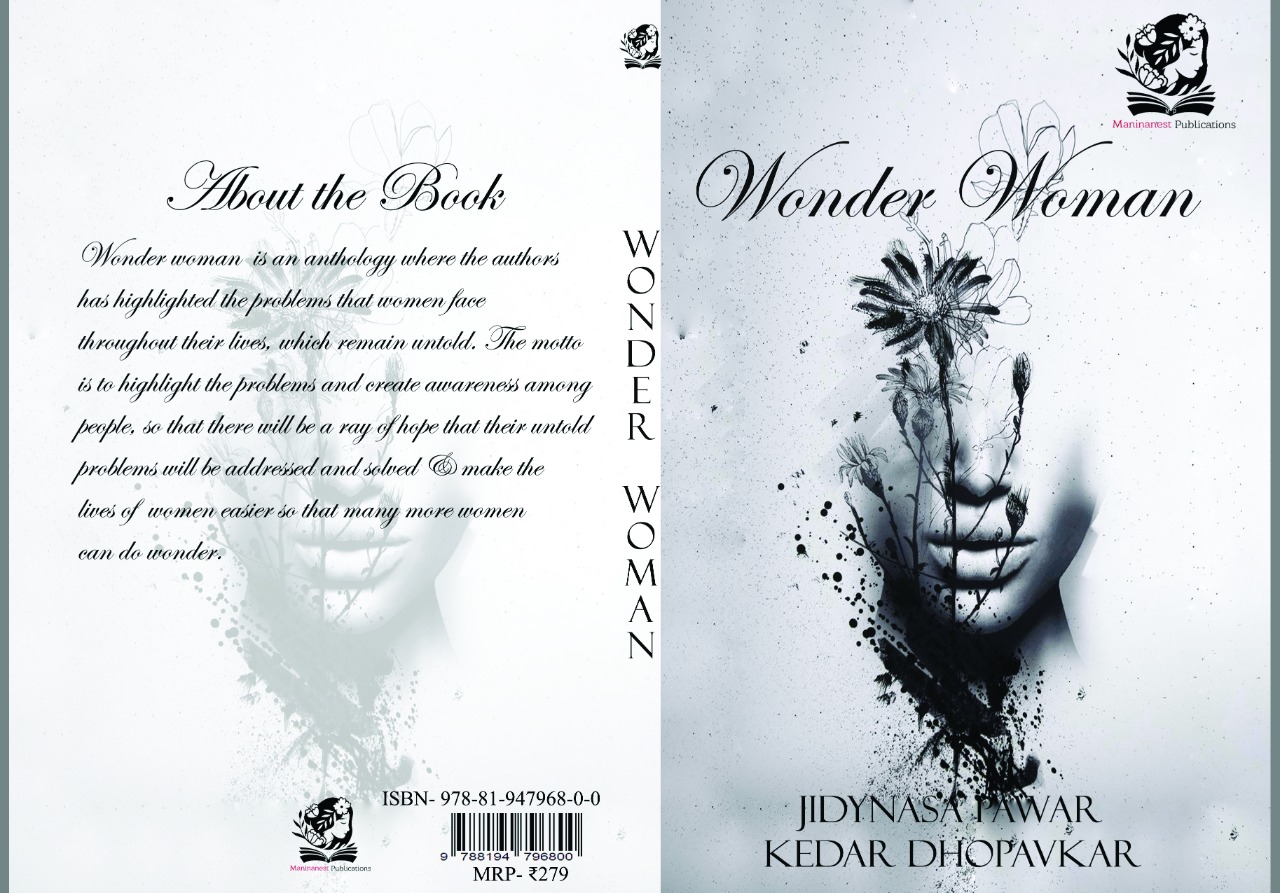 About the Book
Wonder woman is an anthology where the authors
has highlighted the problems that women face
throughout their lives, which remain untold. The motto
is to highlight the problems and create awareness among
people, so that there will be a ray of hope that their untold
problems will be addressed and solved & make the
lives of women easier so that many more women
can do wonder.
Maninanest Publications
ISBN- 978-81-947968-0-0
9 788194 796800
MRP- ₹279
WONDER WOMAN
Maninanest Publications
Wonder Woman
JIDYNASA PAWAR
KEDAR DHOPAVKAR